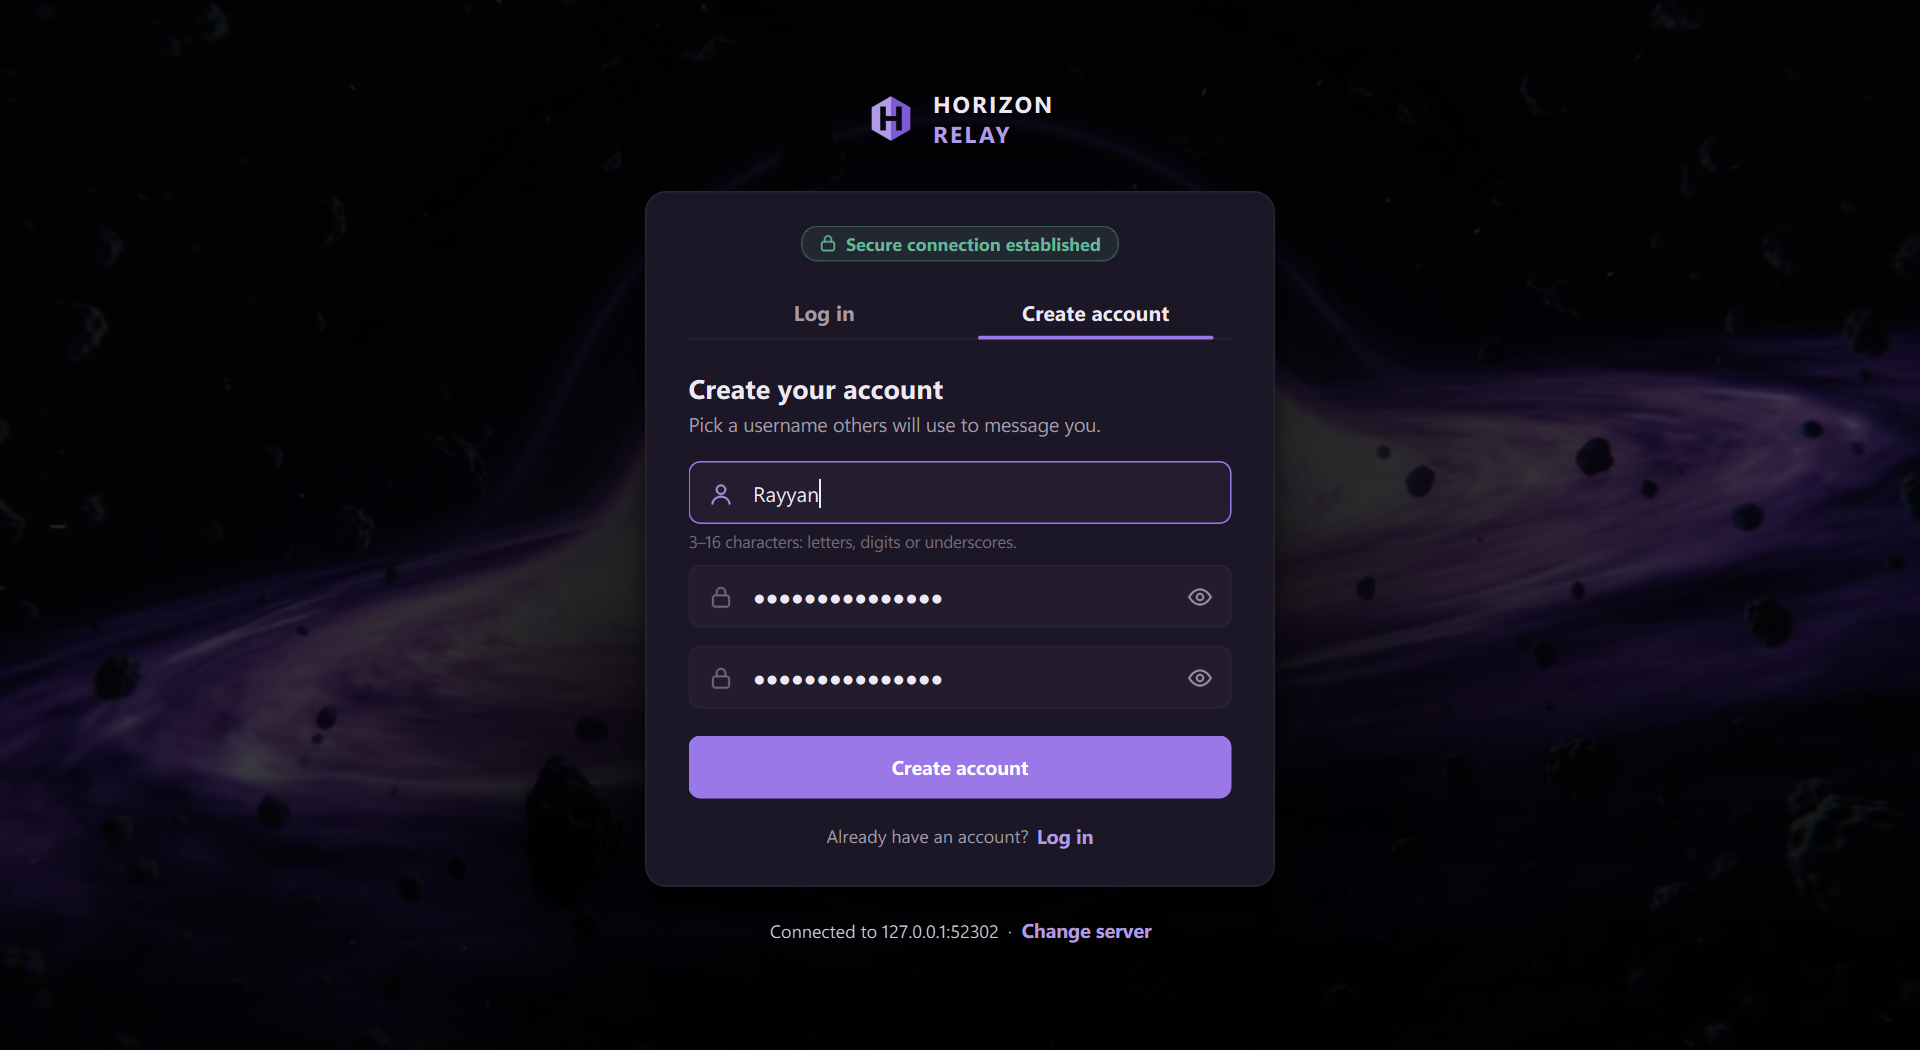 HORIZON
RELAY
Secure connection established
Log in
Create account
Create your account
Pick a username others will use to message you.
Rayyan
3–16 characters: letters, digits or underscores.
●●●●●●●●●●●●●●●
●●●●●●●●●●●●●●●
Create account
Already have an account? Log in
Connected to 127.0.0.1:52302 · Change server